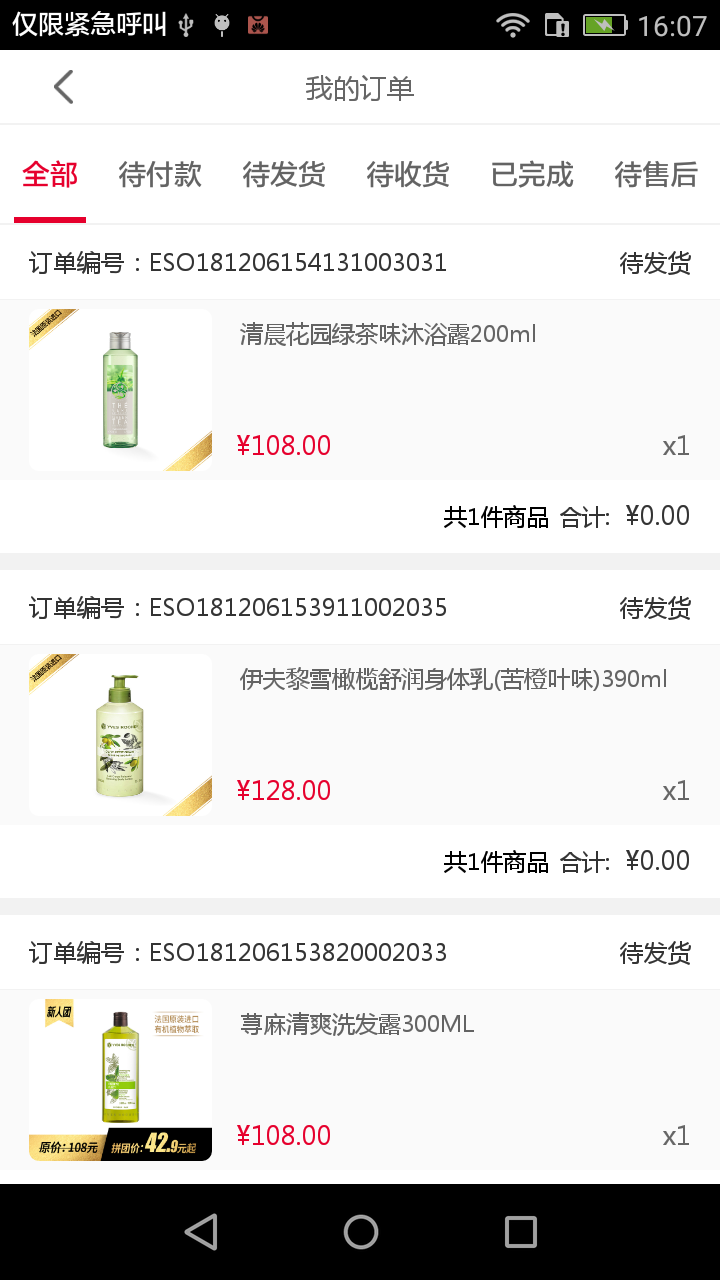 仅限紧急呼叫
16:07
我的订单
全部 待付款 待发货 待收货 已完成 待售后
订单编号：ESO181206154131003031 待发货
法国原装进口
清晨花园绿茶味沐浴露200ml
¥108.00 x1
共1件商品 合计: ¥0.00
订单编号：ESO181206153911002035 待发货
法国原装进口
伊夫黎雪橄榄舒润身体乳(苦橙叶味)390ml
YVES ROCHER
¥128.00 x1
共1件商品 合计: ¥0.00
订单编号：ESO181206153820002033 待发货
新人团
法国原装进口
有机植物萃取
荨麻清爽洗发露300ML
YVES ROCHER
¥108.00 x1
原价:108元 拼团价:42.9元起